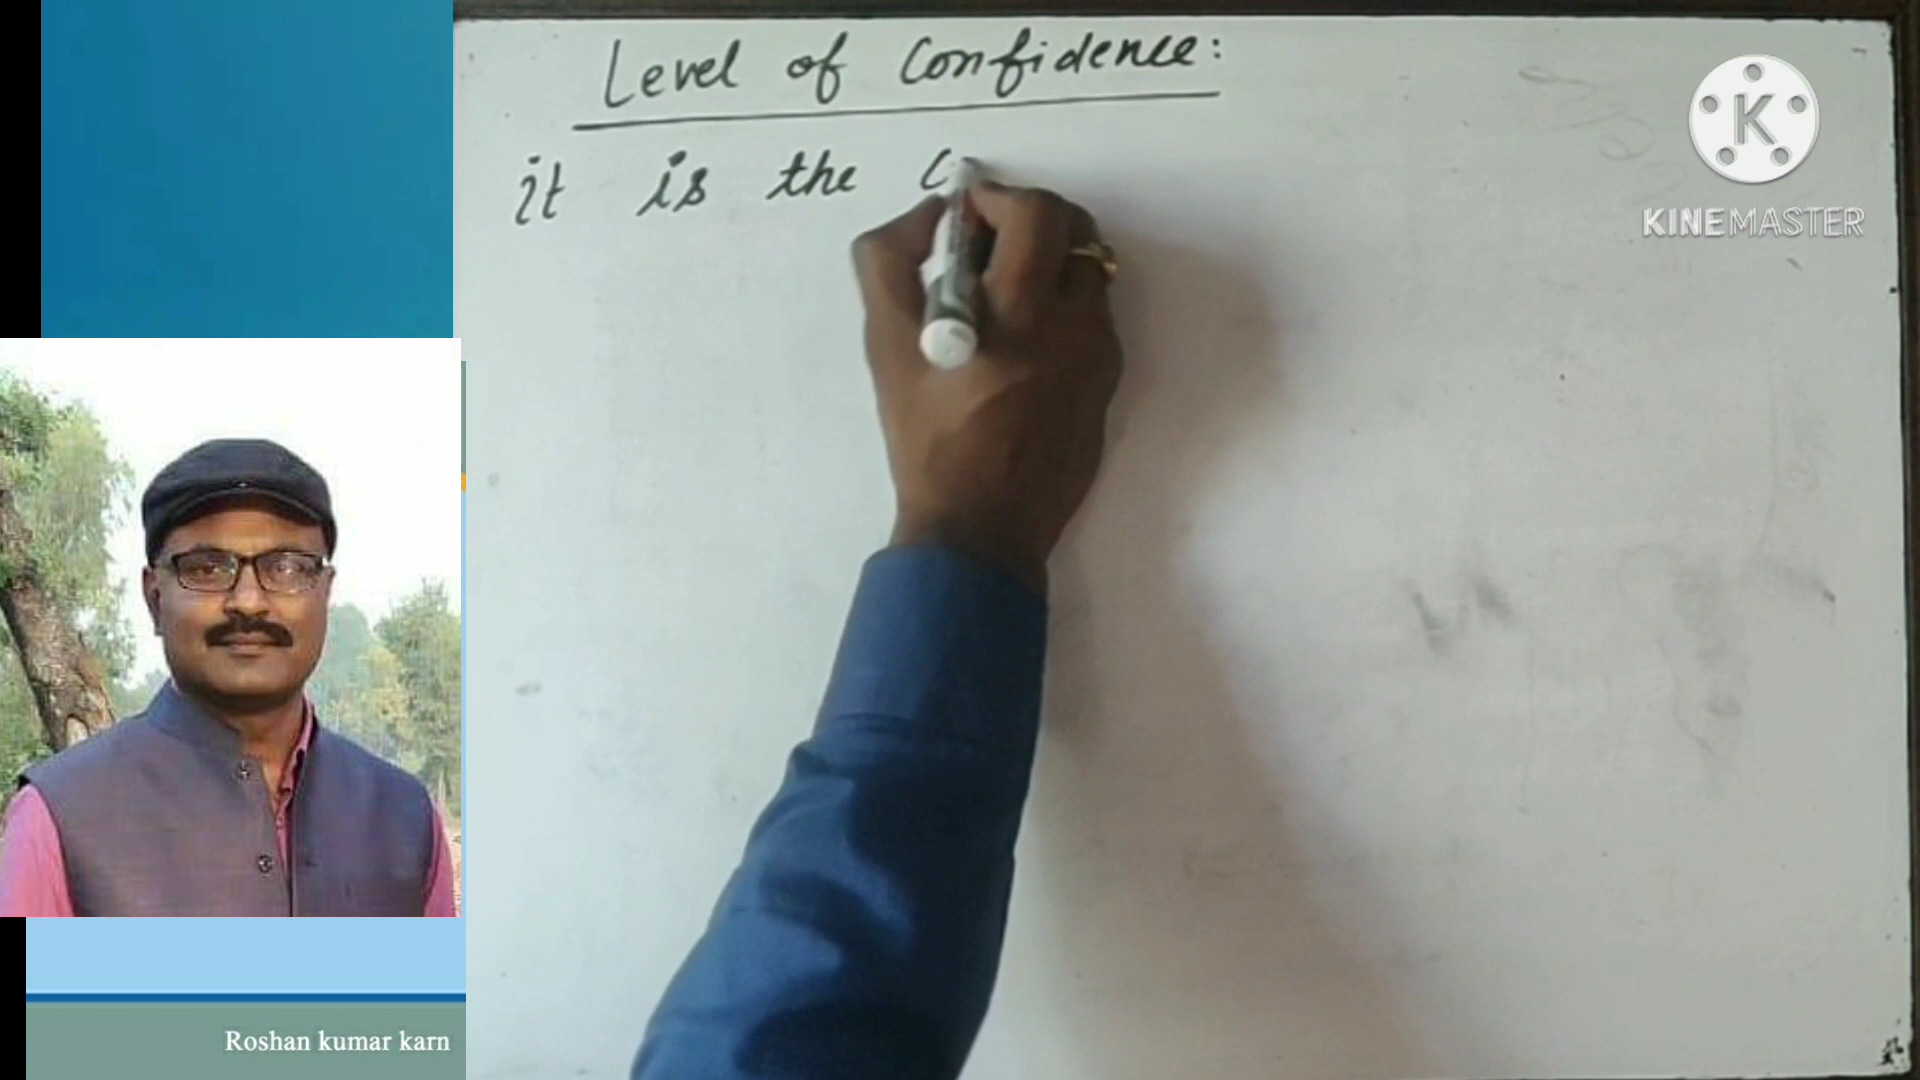 Level of Confidence:
it is the
K
KINEMASTER
Roshan kumar karn